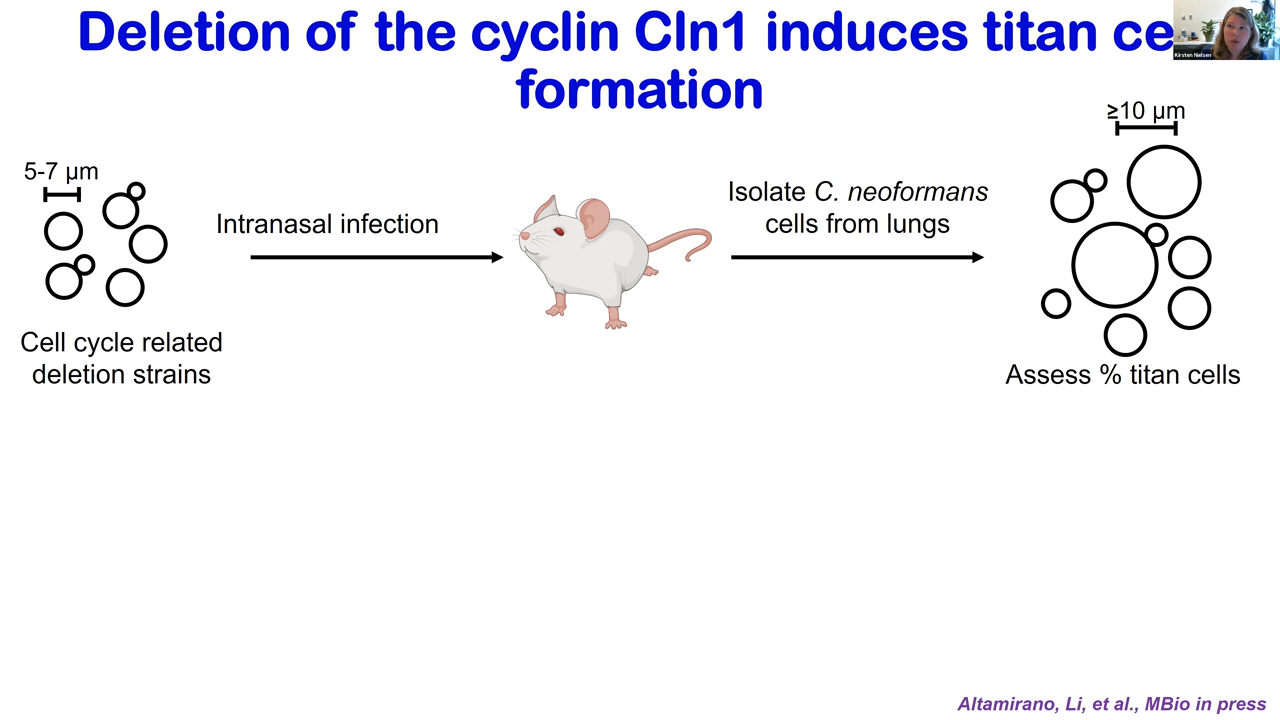 Deletion of the cyclin Cln1 induces titan ce
formation
≥10 µm
5-7 µm
Intranasal infection
Isolate C. neoformans
cells from lungs
Cell cycle related
deletion strains
Assess % titan cells
Altamirano, Li, et al., MBio in press
Kirsten Nielsen